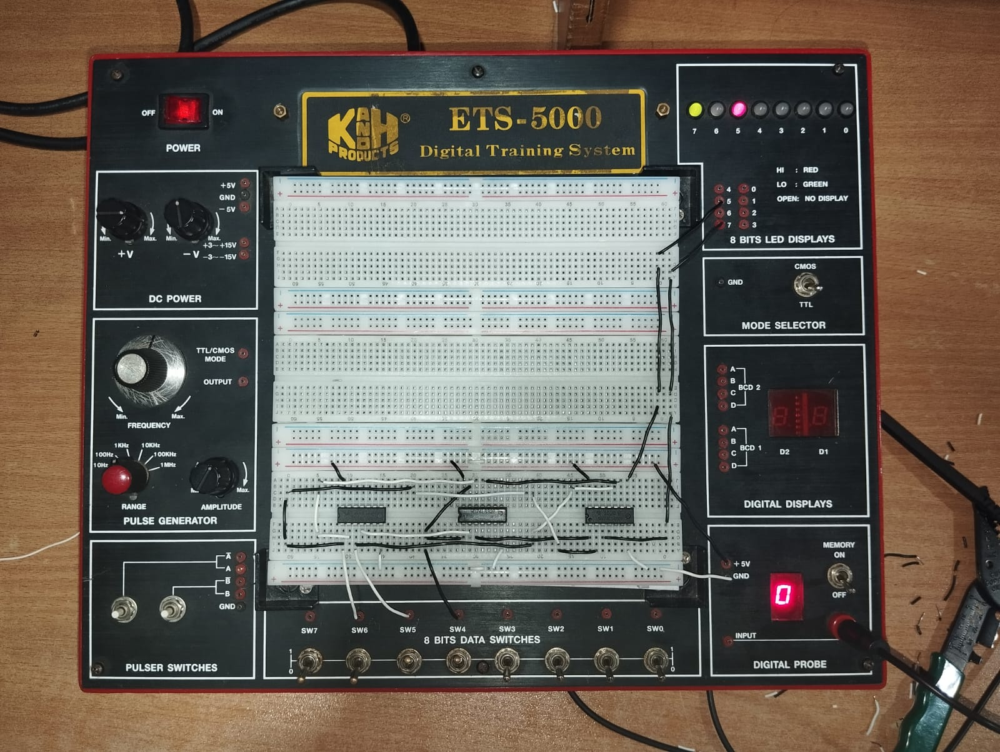 OFF
ON
POWER
K AND H ®
PRODUCTS
ETS-5000
Digital Training System
7 6 5 4 3 2 1 0
HI : RED
LO : GREEN
OPEN: NO DISPLAY
4 0
5 1
6 2
7 3
8 BITS LED DISPLAYS
+5V
GND
-5V
Min. Max. Min. Max.
+V -V
+3~+15V
-3~-15V
DC POWER
CMOS
GND
TTL
MODE SELECTOR
TTL/CMOS
MODE
OUTPUT
Min. Max.
FREQUENCY
1KHz 10KHz
100Hz 100KHz
10Hz 1MHz
Max.
RANGE
AMPLITUDE
PULSE GENERATOR
A
B
BCD 2
C
D
A
B
BCD 1
C
D
D2 D1
DIGITAL DISPLAYS
A
A
B
B
GND
PULSER SWITCHES
SW7 SW6 SW5 SW4 SW3 SW2 SW1 SW0
8 BITS DATA SWITCHES
1 1
0 0
MEMORY
ON
+5V
GND
0
OFF
INPUT
DIGITAL PROBE